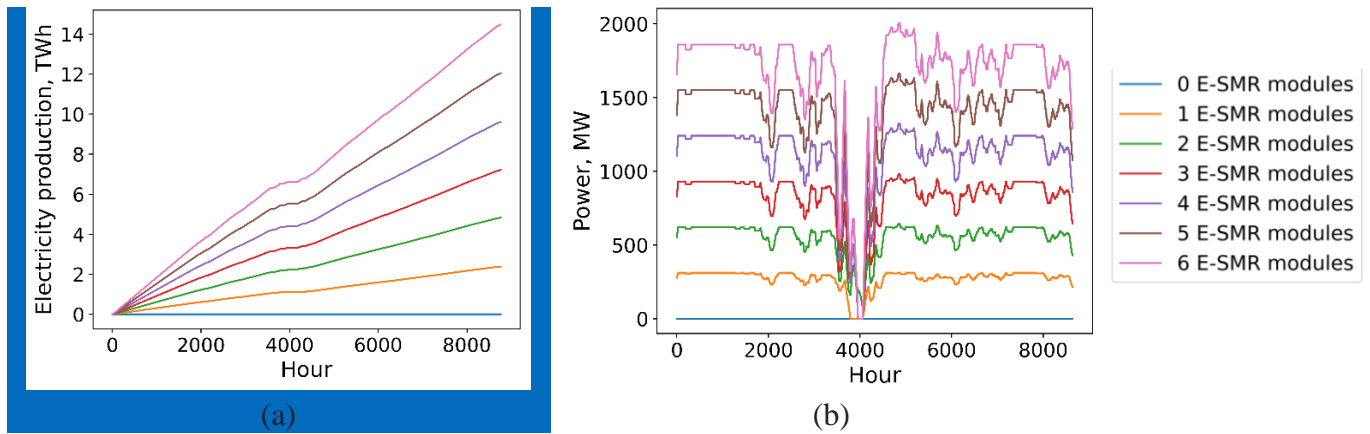 Electricity production, TWh
14
12
10
8
6
4
2
0
0 2000 4000 6000 8000
Hour
(a)
Power, MW
2000
1500
1000
500
0
0 2000 4000 6000 8000
Hour
(b)
0 E-SMR modules
1 E-SMR modules
2 E-SMR modules
3 E-SMR modules
4 E-SMR modules
5 E-SMR modules
6 E-SMR modules